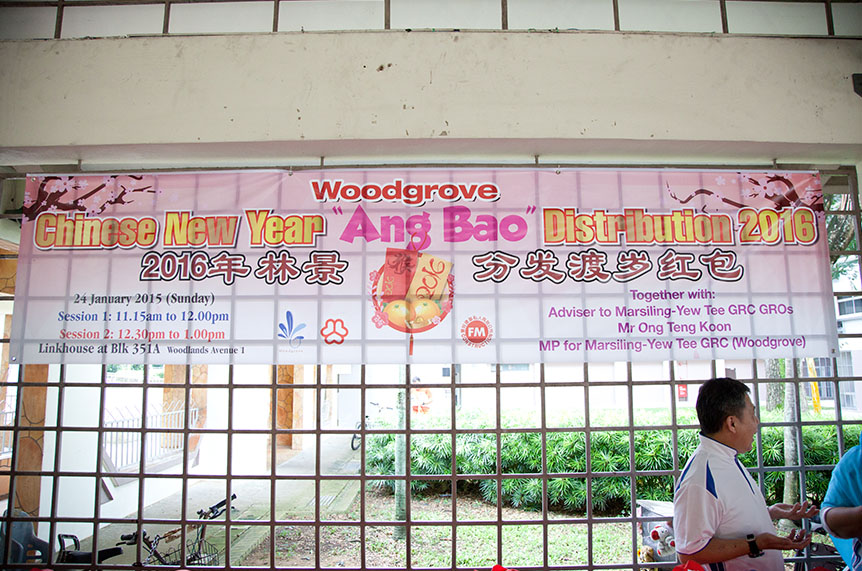 Woodgrove
Chinese New Year "Ang Bao" Distribution 2016
2016年 林景 分发渡岁红包
2016
24 January 2015 (Sunday)
Session 1: 11.15am to 12.00pm
Session 2: 12.30pm to 1.00pm
Linkhouse at Blk 351A Woodlands Avenue 1
FM
Together with:
Adviser to Marsiling-Yew Tee GRC GROs
Mr Ong Teng Koon
MP for Marsiling-Yew Tee GRC (Woodgrove)